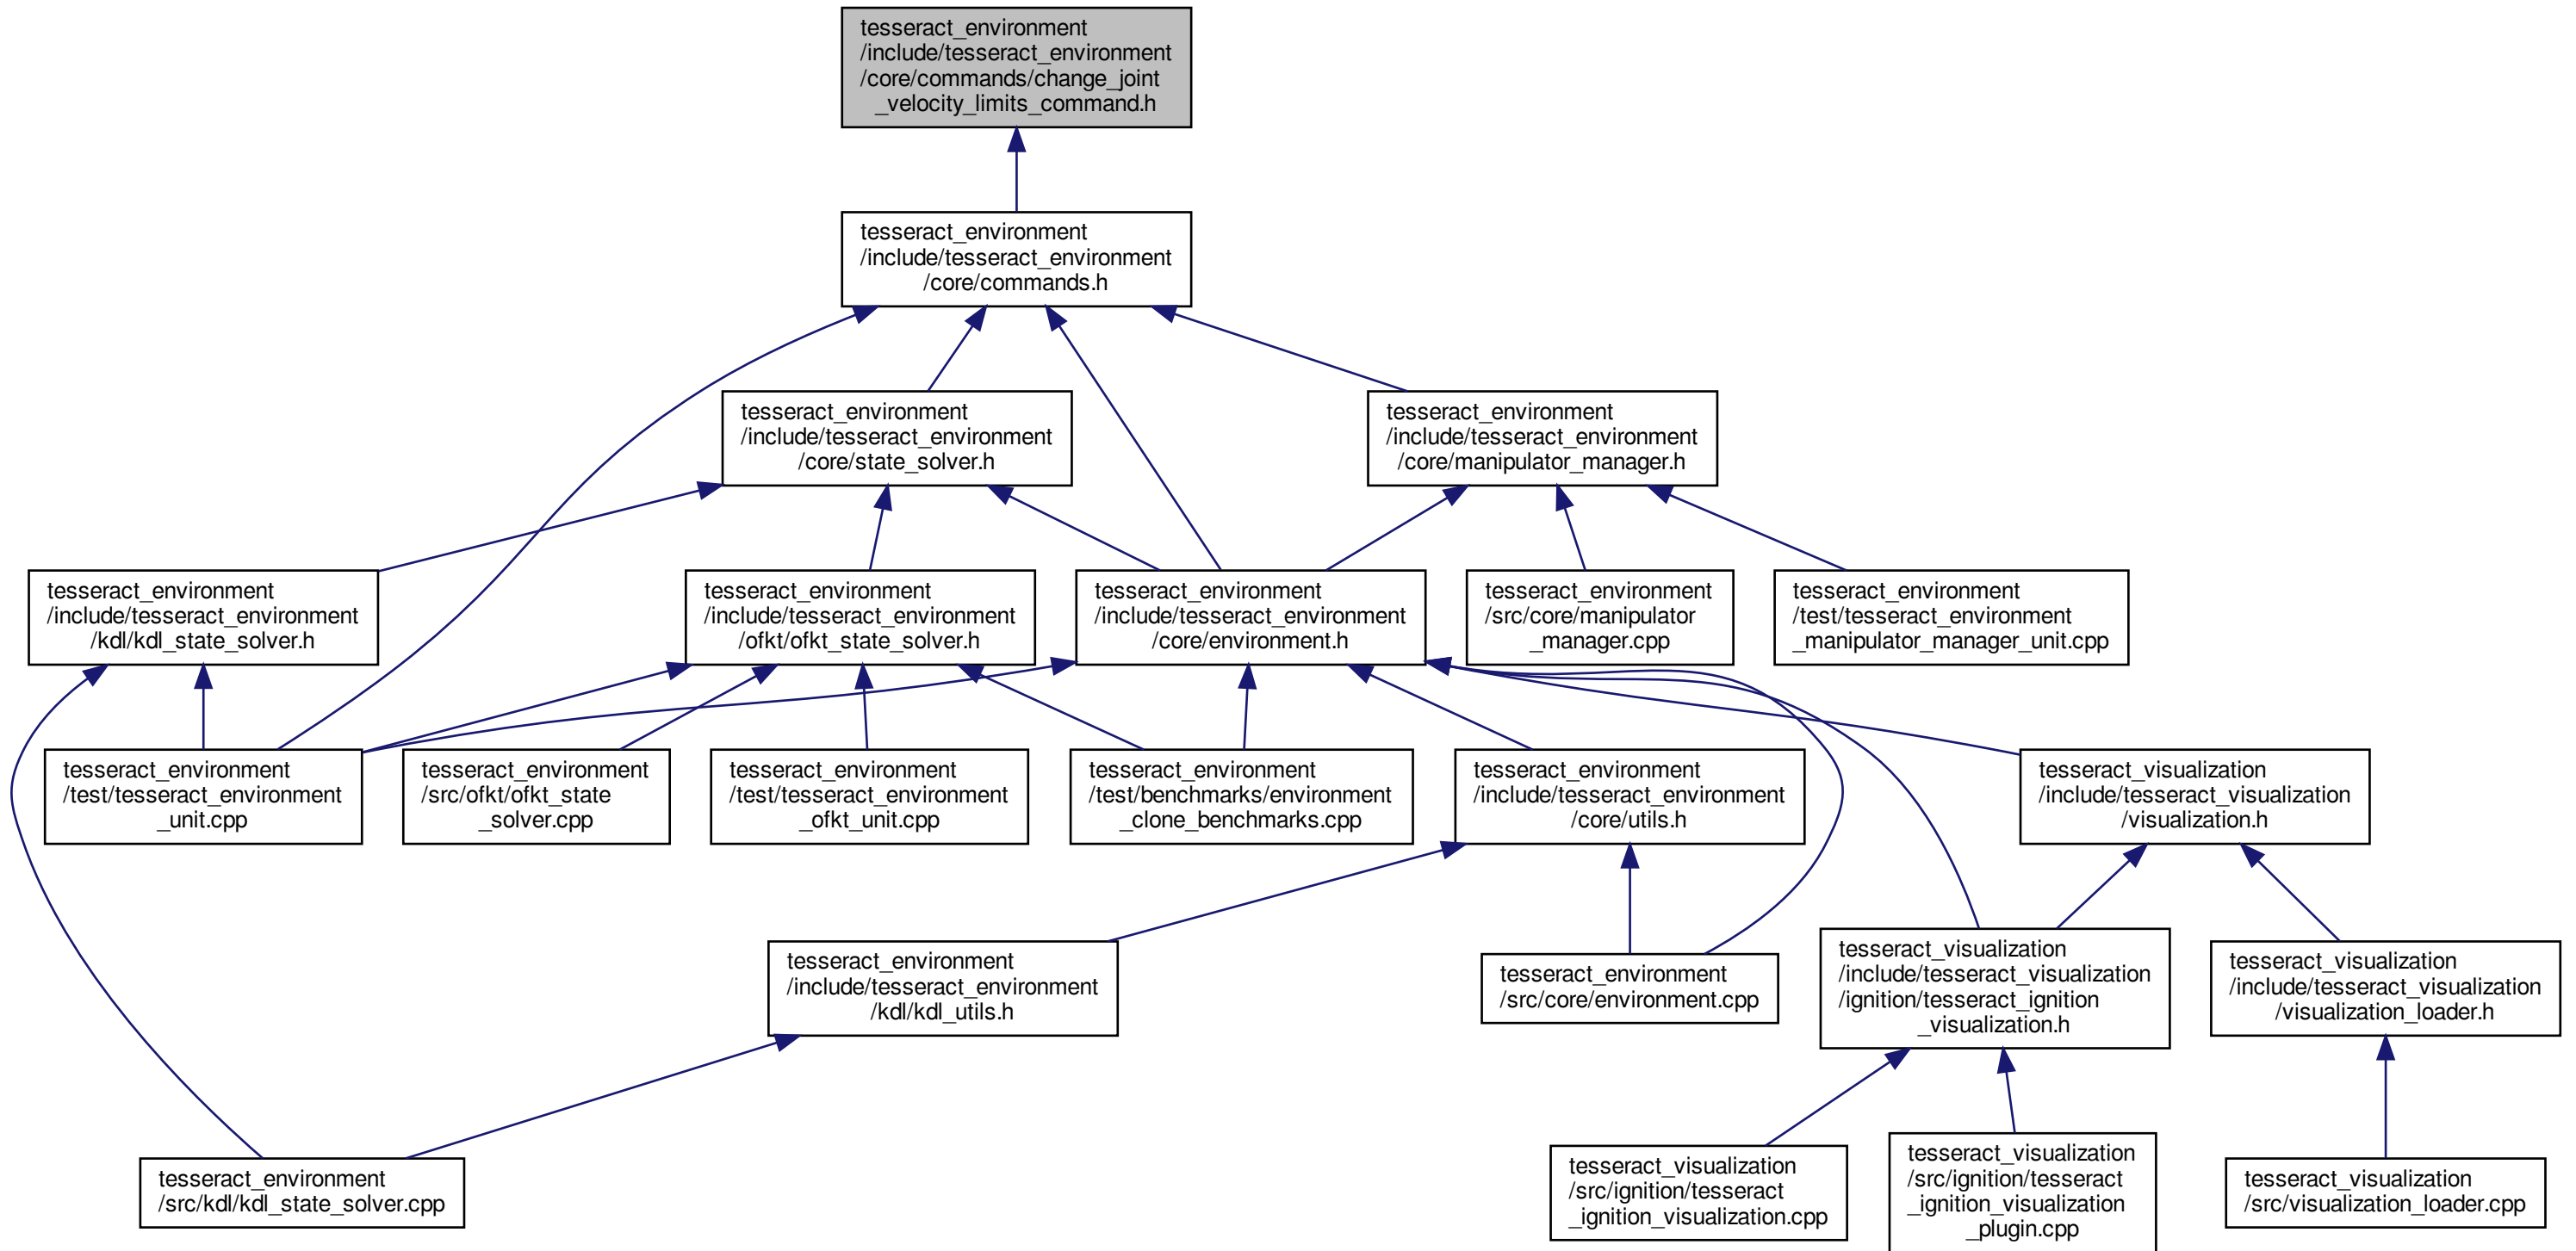 tesseract_environment
/include/tesseract_environment
/core/commands/change_joint
_velocity_limits_command.h
tesseract_environment
/include/tesseract_environment
/core/commands.h
tesseract_environment
/include/tesseract_environment
/core/state_solver.h
tesseract_environment
/include/tesseract_environment
/core/manipulator_manager.h
tesseract_environment
/include/tesseract_environment
/kdl/kdl_state_solver.h
tesseract_environment
/include/tesseract_environment
/ofkt/ofkt_state_solver.h
tesseract_environment
/include/tesseract_environment
/core/environment.h
tesseract_environment
/src/core/manipulator
_manager.cpp
tesseract_environment
/test/tesseract_environment
_manipulator_manager_unit.cpp
tesseract_environment
/test/tesseract_environment
_unit.cpp
tesseract_environment
/src/ofkt/ofkt_state
_solver.cpp
tesseract_environment
/test/tesseract_environment
_ofkt_unit.cpp
tesseract_environment
/test/benchmarks/environment
_clone_benchmarks.cpp
tesseract_environment
/include/tesseract_environment
/core/utils.h
tesseract_visualization
/include/tesseract_visualization
/visualization.h
tesseract_environment
/include/tesseract_environment
/kdl/kdl_utils.h
tesseract_environment
/src/core/environment.cpp
tesseract_visualization
/include/tesseract_visualization
/ignition/tesseract_ignition
_visualization.h
tesseract_visualization
/include/tesseract_visualization
/visualization_loader.h
tesseract_environment
/src/kdl/kdl_state_solver.cpp
tesseract_visualization
/src/ignition/tesseract
_ignition_visualization.cpp
tesseract_visualization
/src/ignition/tesseract
_ignition_visualization
_plugin.cpp
tesseract_visualization
/src/visualization_loader.cpp